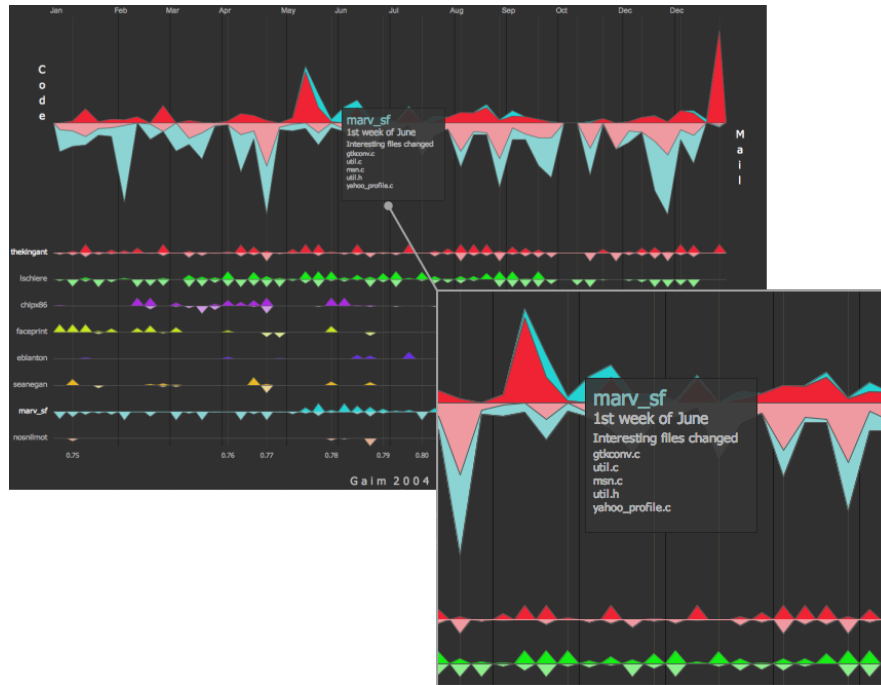 Jan Feb Mar Apr May Jun Jul Aug Sep Oct Dec Dec
Code
Mail
marv_sf
1st week of June
Interesting files changed
gtkconv.c
util.c
msn.c
util.h
yahoo_profile.c
thekingant
lschiere
chipx86
faceprint
eblanton
seanegan
marv_sf
nosnilmot
0.75 0.76 0.77 0.78 0.79 0.80
Gaim 2004
marv_sf
1st week of June
Interesting files changed
gtkconv.c
util.c
msn.c
util.h
yahoo_profile.c